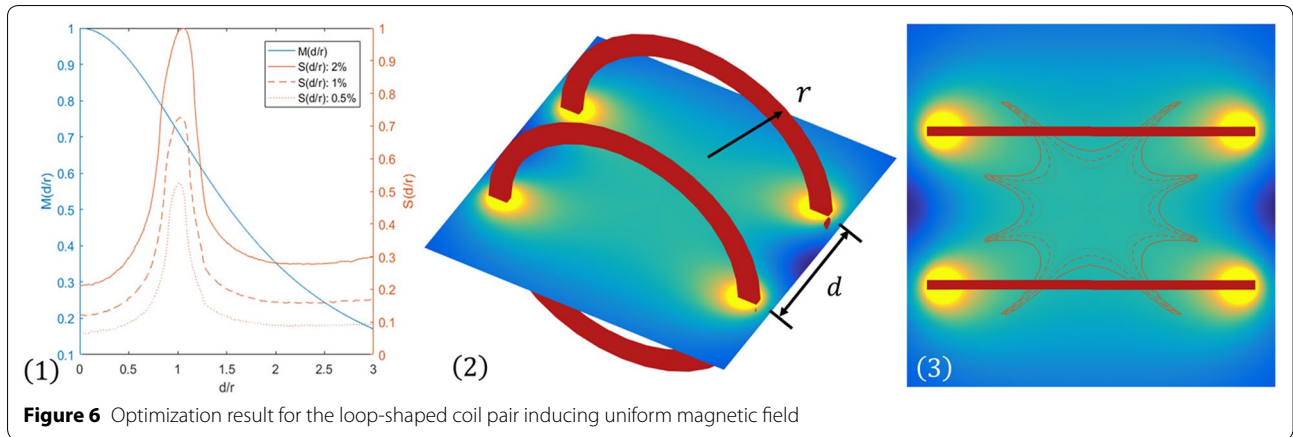 1
0.9
0.8
0.7
0.6
0.5
0.4
0.3
0.2
0.1
M(d/r)
M(d/r)
S(d/r): 2%
S(d/r): 1%
S(d/r): 0.5%
1
0.9
0.8
0.7
0.6
0.5
0.4
0.3
0.2
0.1
0
S(d/r)
0 0.5 1 1.5 2 2.5 3
d/r
(1)
r
d
(2)
(3)
Figure 6 Optimization result for the loop-shaped coil pair inducing uniform magnetic field